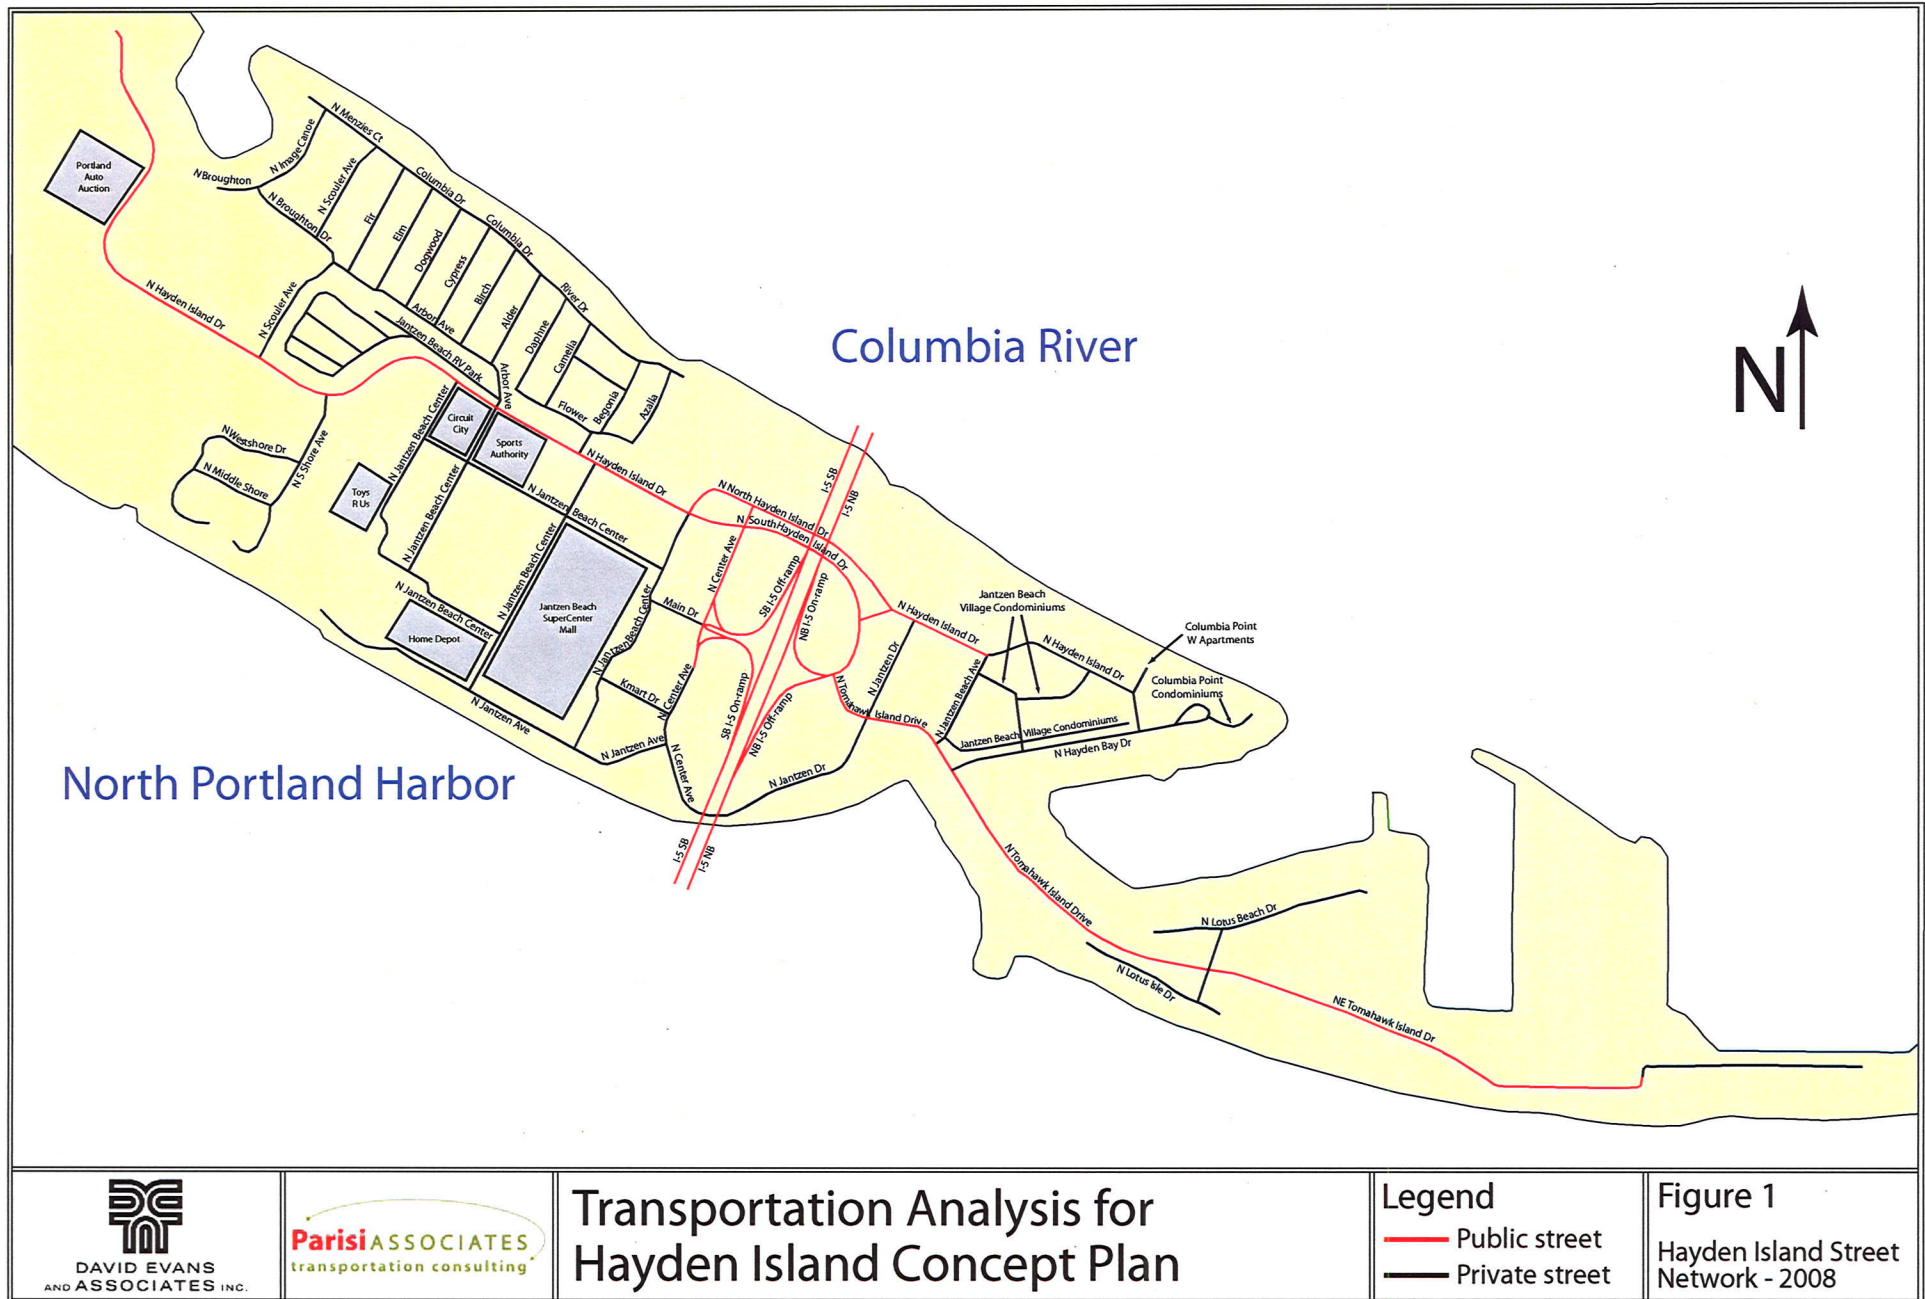 Portland
Auto
Auction
N Menzies Ct
N Image Canoe
N Broughton
N Scouler Ave
N Broughton Dr
Columbia Dr
Fir
Elm
Dogwood
Cypress
Columbia Dr
Birch
Alder
River Dr
Daphne
Camelia
N Hayden Island Dr
N Scouler Ave
Arbor Ave
Jantzen Beach RV Park
Arbor Ave
Flower
Begonia
Azalia
Columbia River
N
N Jantzen Beach Center
Circuit
City
Sports
Authority
N Westshore Dr
N Middle Shore
N S Shore Ave
Toys
R Us
N Jantzen Beach Center
N Jantzen Beach Center
N Hayden Island Dr
N North Hayden Island Dr
N South Hayden Island Dr
I-5 SB
I-5 NB
N Jantzen Beach Center
Jantzen Beach
SuperCenter
Mall
N Jantzen Beach Center
Home Depot
N Jantzen Beach Center
Main Dr
Kmart Dr
N Center Ave
SB I-5 Off-ramp
NB I-5 On-ramp
N Center Ave
SB I-5 On-ramp
NB I-5 Off-ramp
N Jantzen Ave
N Jantzen Ave
N Center Ave
N Jantzen Dr
N Jantzen Dr
N Tomahawk Island Drive
N Hayden Island Dr
N Jantzen Beach Ave
Jantzen Beach
Village Condominiums
N Hayden Island Dr
Columbia Point
W Apartments
Columbia Point
Condominiums
Jantzen Beach Village Condominiums
N Hayden Bay Dr
North Portland Harbor
I-5 SB
I-5 NB
N Tomahawk Island Drive
N Lotus Beach Dr
N Lotus Isle Dr
NE Tomahawk Island Dr
DAVID EVANS
AND ASSOCIATES INC.
Parisi ASSOCIATES
transportation consulting
Transportation Analysis for
Hayden Island Concept Plan
Legend
Public street
Private street
Figure 1
Hayden Island Street
Network - 2008